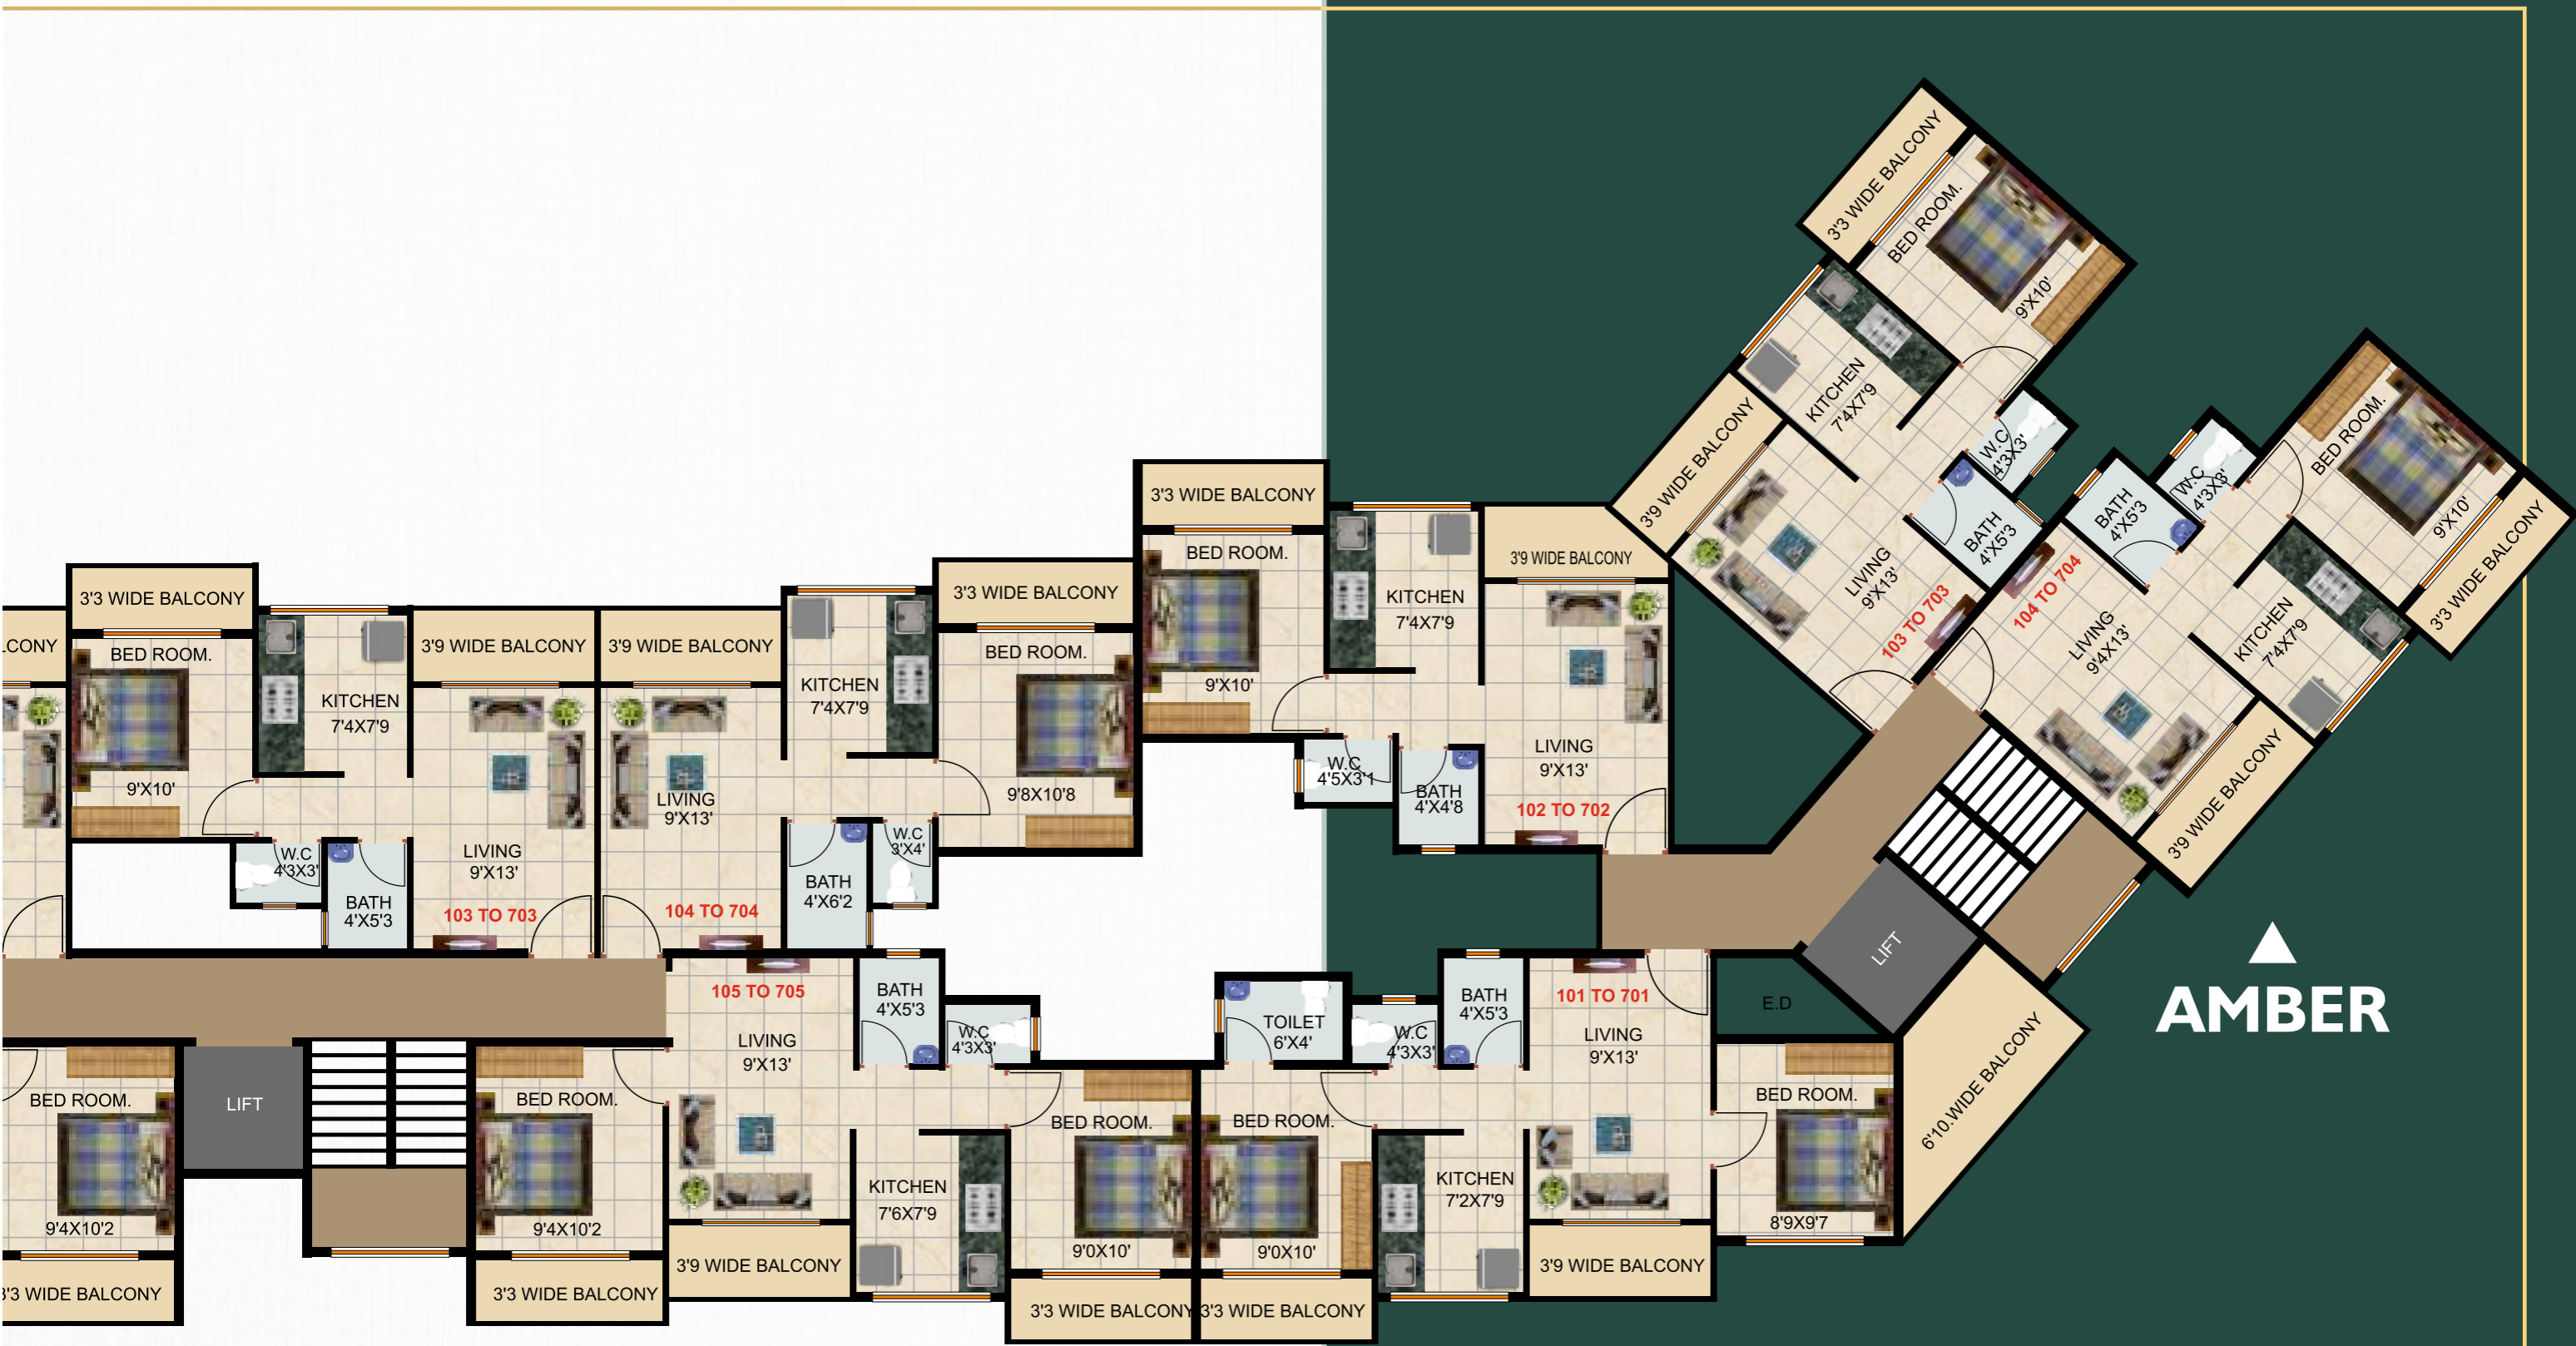 3'3 WIDE BALCONY
BED ROOM.
9'X10'
KITCHEN
7'4X7'9
3'9 WIDE BALCONY
W.C
4'3X3'
BATH
4'X5'3
LIVING
9'X13'
103 TO 703
BED ROOM.
9'X10'
3'3 WIDE BALCONY
W.C
4'3X3'
BATH
4'X5'3
KITCHEN
7'4X7'9
LIVING
9'4X13'
104 TO 704
3'9 WIDE BALCONY
LIFT
6'10.WIDE BALCONY
AMBER
3'3 WIDE BALCONY
BED ROOM.
9'X10'
KITCHEN
7'4X7'9
3'9 WIDE BALCONY
LIVING
9'X13'
102 TO 702
W.C
4'5X3'1
BATH
4'X4'8
LCONY
3'3 WIDE BALCONY
BED ROOM.
9'X10'
KITCHEN
7'4X7'9
3'9 WIDE BALCONY
W.C
4'3X3'
BATH
4'X5'3
LIVING
9'X13'
103 TO 703
3'9 WIDE BALCONY
LIVING
9'X13'
104 TO 704
KITCHEN
7'4X7'9
3'3 WIDE BALCONY
BED ROOM.
9'8X10'8
BATH
4'X6'2
W.C
3'X4'
BED ROOM.
9'4X10'2
3'3 WIDE BALCONY
LIFT
BED ROOM.
9'4X10'2
3'3 WIDE BALCONY
105 TO 705
LIVING
9'X13'
BATH
4'X5'3
W.C
4'3X3'
3'9 WIDE BALCONY
KITCHEN
7'6X7'9
BED ROOM.
9'0X10'
3'3 WIDE BALCONY
TOILET
6'X4'
W.C
4'3X3'
BATH
4'X5'3
BED ROOM.
9'0X10'
3'3 WIDE BALCONY
KITCHEN
7'2X7'9
101 TO 701
LIVING
9'X13'
3'9 WIDE BALCONY
E.D
BED ROOM.
8'9X9'7